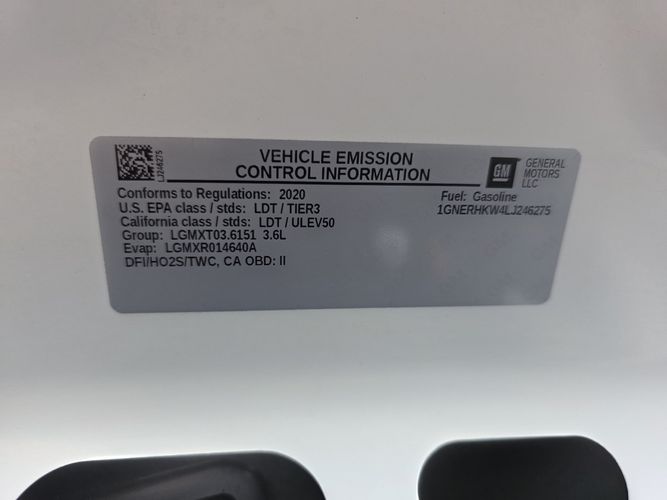 LJ246275
VEHICLE EMISSION
CONTROL INFORMATION
GM
GENERAL
MOTORS
LLC
Conforms to Regulations: 2020
Fuel: Gasoline
U.S. EPA class / stds: LDT / TIER3
1GNERHKW4LJ246275
California class / stds: LDT / ULEV50
Group: LGMXT03.6151 3.6L
Evap: LGMXR014640A
DFI/HO2S/TWC, CA OBD: II